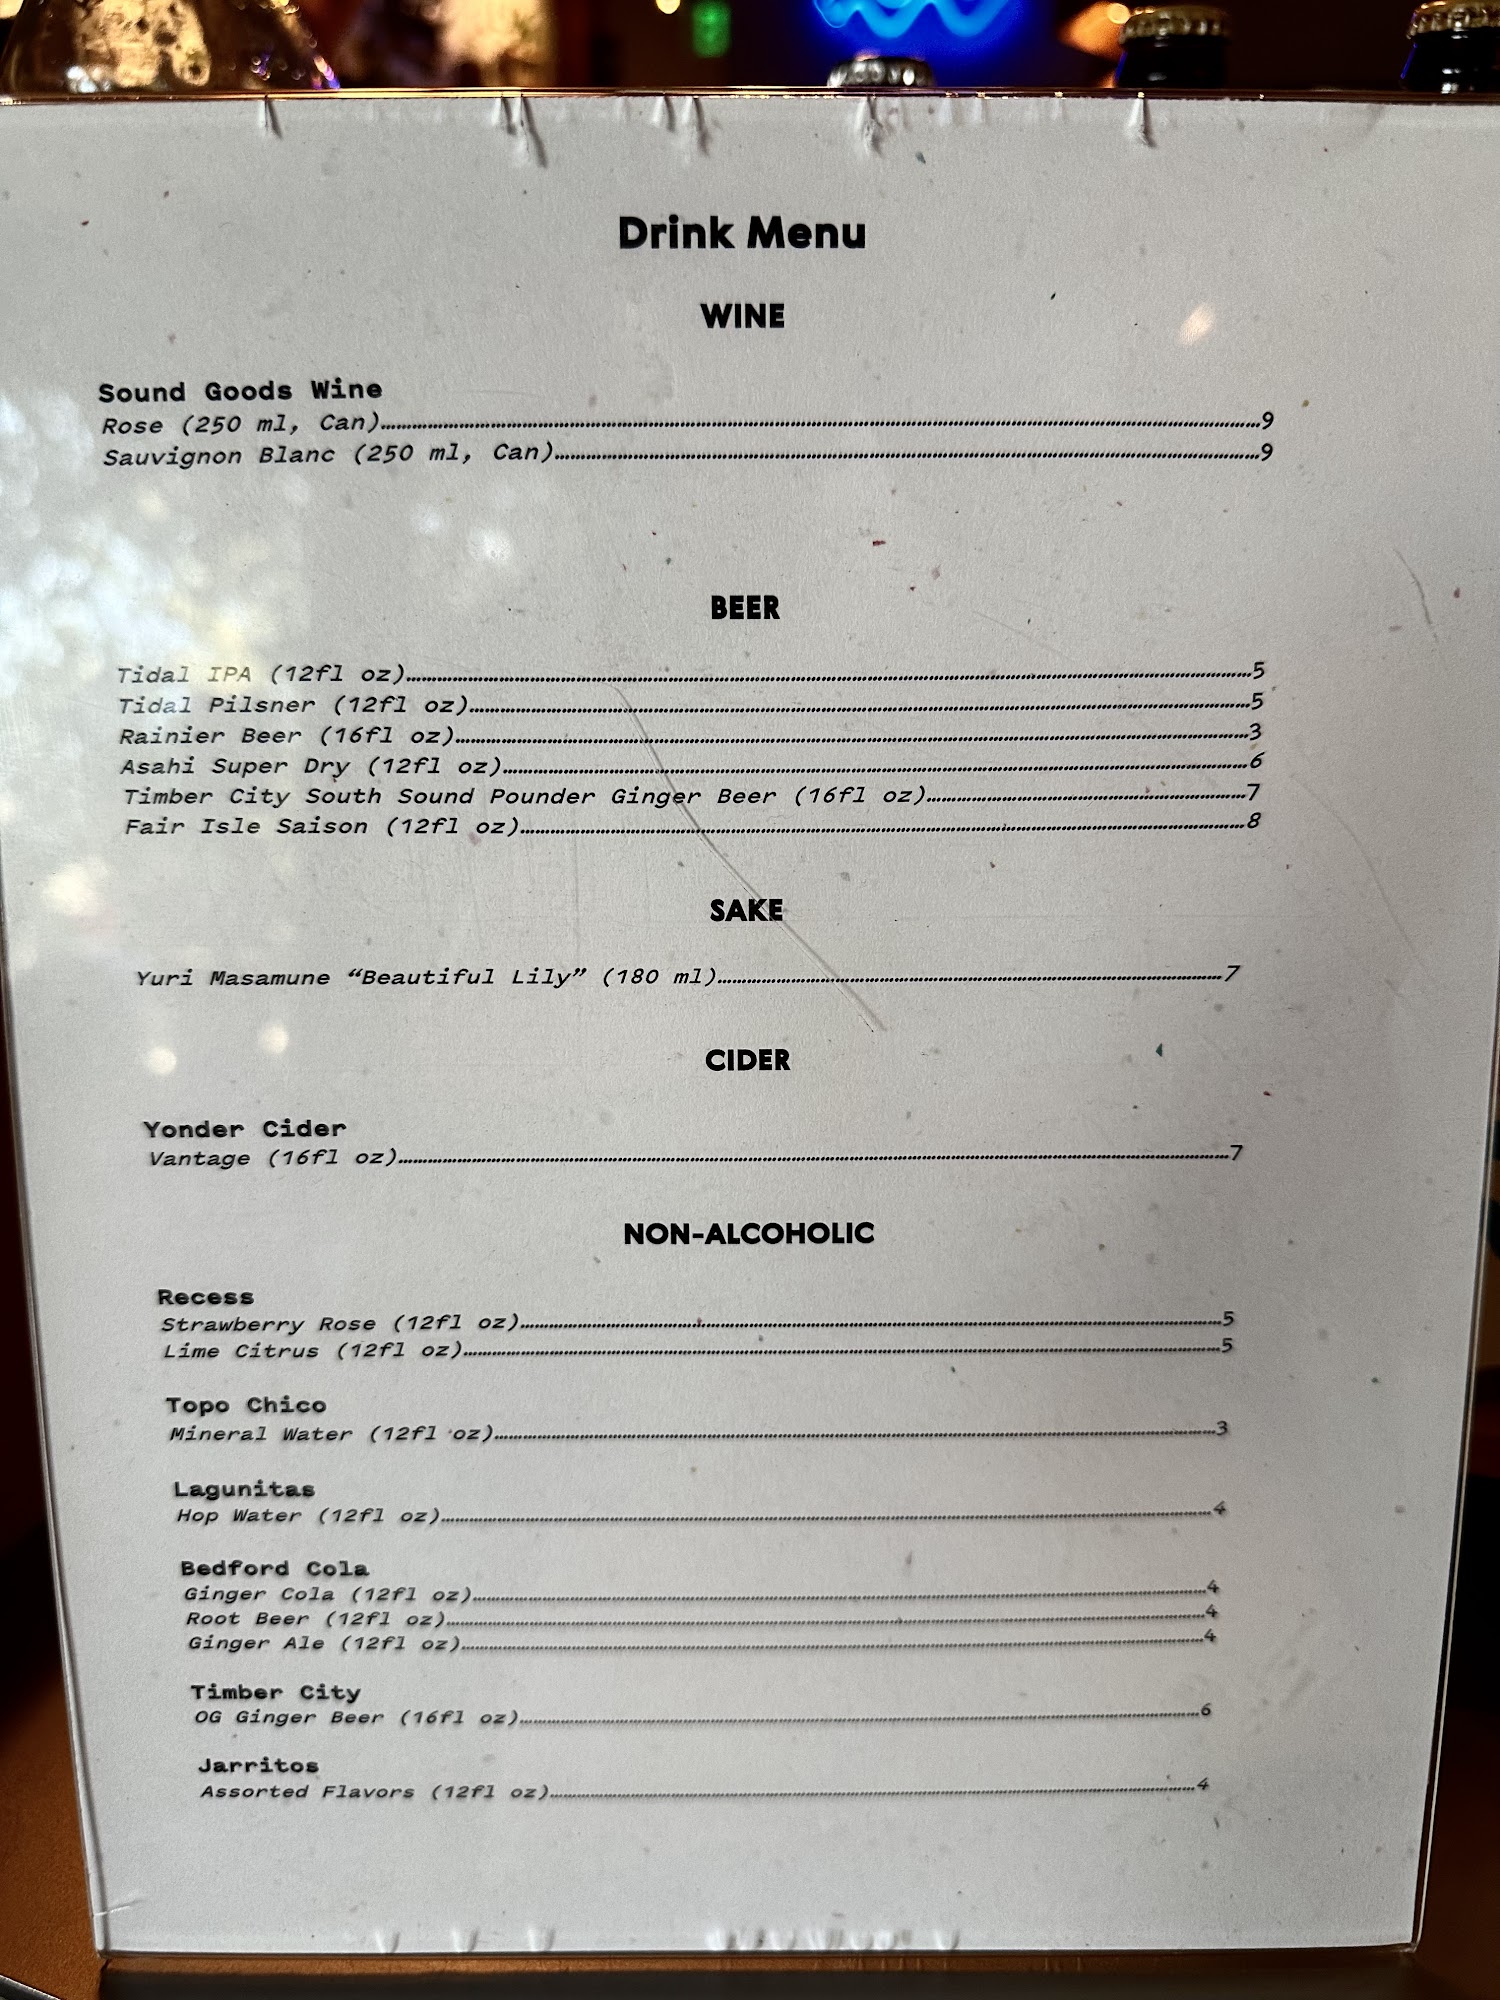 Drink Menu
WINE
Sound Goods Wine
Rose (250 ml, Can)....................9
Sauvignon Blanc (250 ml, Can)....................9
BEER
Tidal IPA (12fl oz)....................5
Tidal Pilsner (12fl oz)....................5
Rainier Beer (16fl oz)....................3
Asahi Super Dry (12fl oz)....................6
Timber City South Sound Pounder Ginger Beer (16fl oz)....................7
Fair Isle Saison (12fl oz)....................8
SAKE
Yuri Masamune “Beautiful Lily” (180 ml)....................7
CIDER
Yonder Cider
Vantage (16fl oz)....................7
NON-ALCOHOLIC
Recess
Strawberry Rose (12fl oz)....................5
Lime Citrus (12fl oz)....................5
Topo Chico
Mineral Water (12fl oz)....................3
Lagunitas
Hop Water (12fl oz)....................4
Bedford Cola
Ginger Cola (12fl oz)....................4
Root Beer (12fl oz)....................4
Ginger Ale (12fl oz)....................4
Timber City
OG Ginger Beer (16fl oz)....................6
Jarritos
Assorted Flavors (12fl oz)....................4